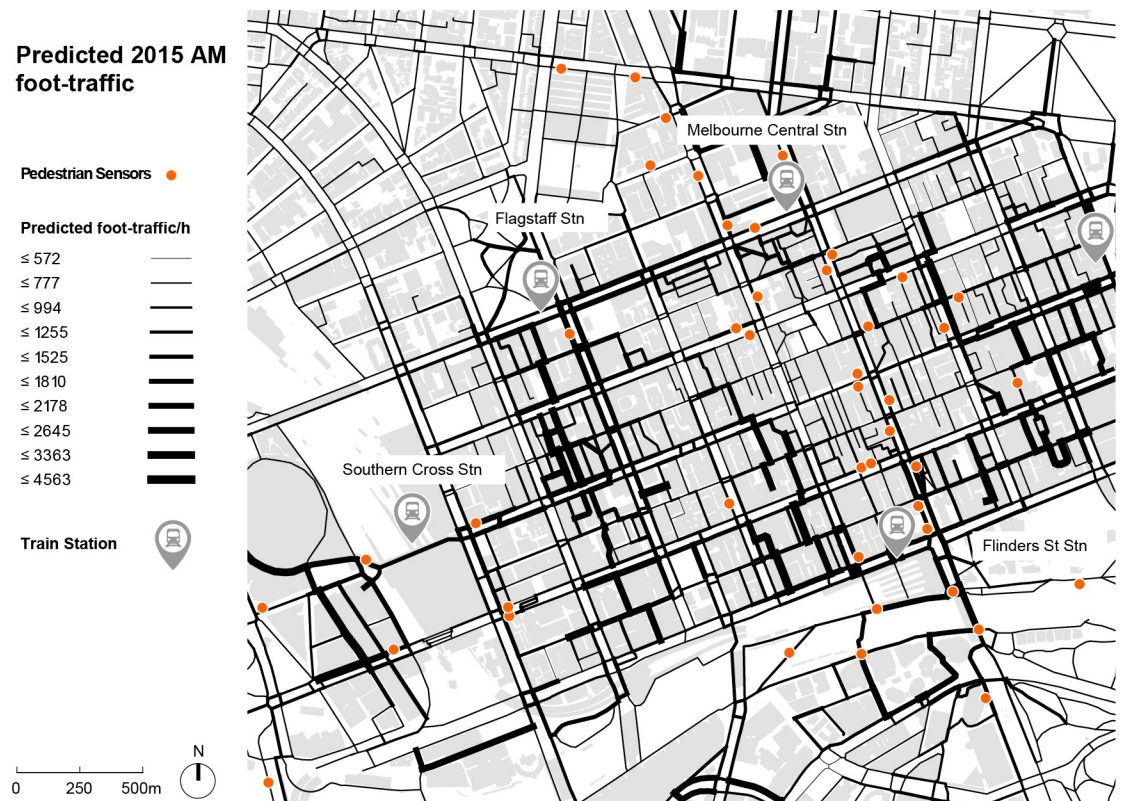 Predicted 2015 AM
foot-traffic
Pedestrian Sensors
Predicted foot-traffic/h
≤ 572
≤ 777
≤ 994
≤ 1255
≤ 1525
≤ 1810
≤ 2178
≤ 2645
≤ 3363
≤ 4563
Train Station
N
0 250 500m
Melbourne Central Stn
Flagstaff Stn
Southern Cross Stn
Flinders St Stn